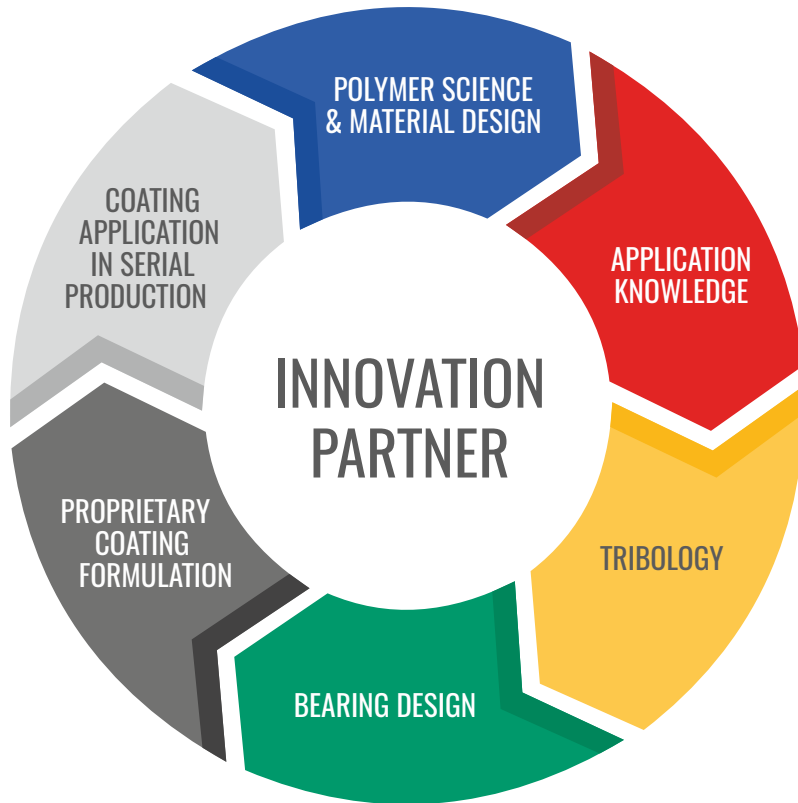 POLYMER SCIENCE
& MATERIAL DESIGN
APPLICATION
KNOWLEDGE
TRIBOLOGY
BEARING DESIGN
PROPRIETARY
COATING
FORMULATION
COATING
APPLICATION
IN SERIAL
PRODUCTION
INNOVATION
PARTNER